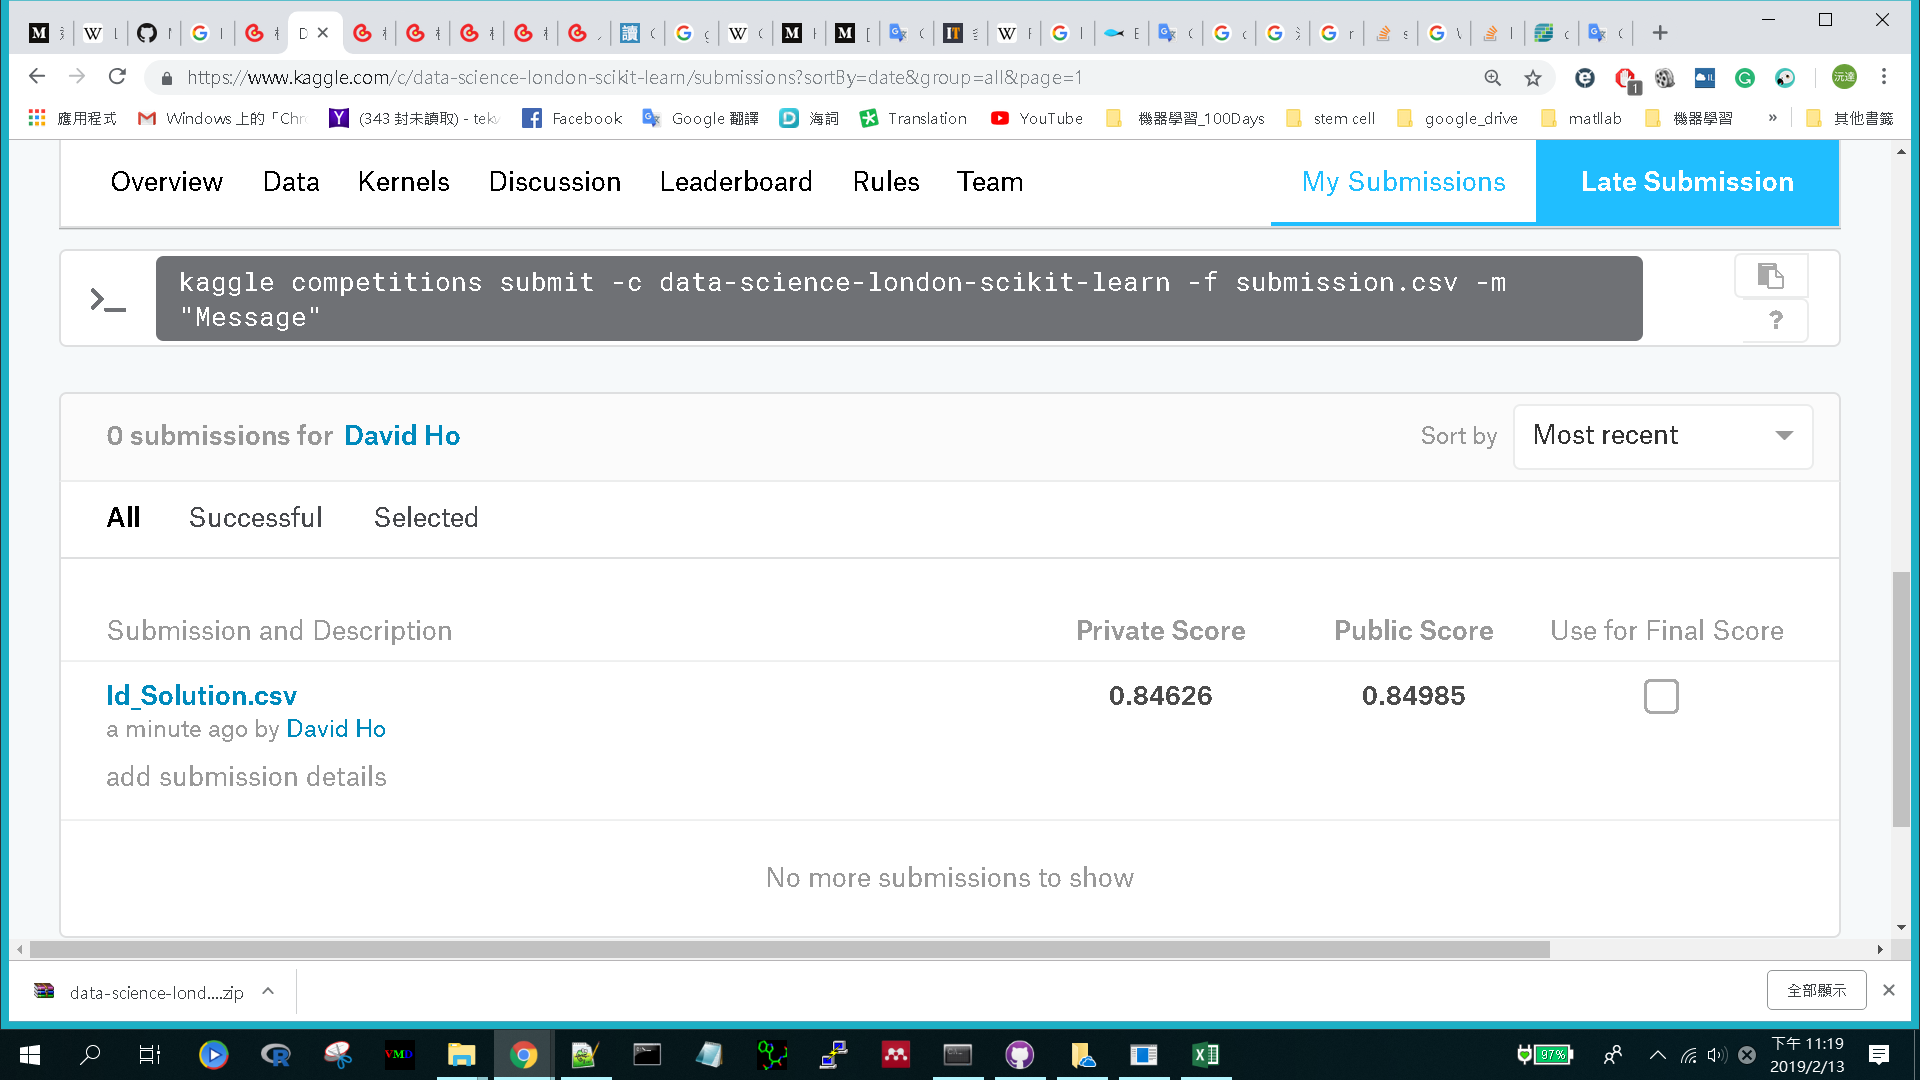 https://www.kaggle.com/c/data-science-london-scikit-learn/submissions?sortBy=date&group=all&page=1
1
沅達
應用程式
Windows 上的「Chr
(343 封未讀取) - tekv
Facebook
Google 翻譯
海詞
Translation
YouTube
機器學習_100Days
stem cell
google_drive
matllab
機器學習
»
其他書籤
Overview
Data
Kernels
Discussion
Leaderboard
Rules
Team
My Submissions
Late Submission
kaggle competitions submit -c data-science-london-scikit-learn -f submission.csv -m
"Message"
?
0 submissions for David Ho
Sort by
Most recent
All
Successful
Selected
Submission and Description
Private Score
Public Score
Use for Final Score
Id_Solution.csv
0.84626
0.84985
a minute ago by David Ho
add submission details
No more submissions to show
data-science-lond....zip
全部顯示
VMD
97%
下午 11:19
2019/2/13